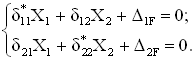 δ*₁₁X₁ + δ₁₂X₂ + Δ₁F = 0;
δ₂₁X₁ + δ*₂₂X₂ + Δ₂F = 0.